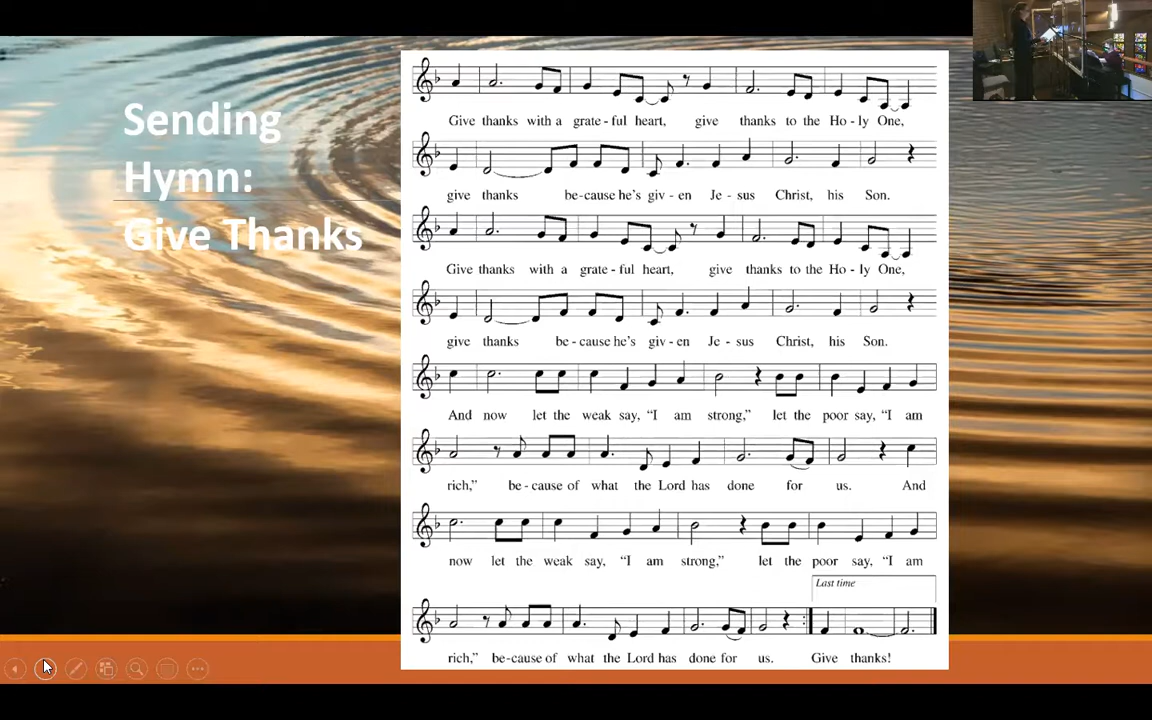 Sending
Hymn:
Give Thanks
Give thanks with a grate - ful heart, give thanks to the Ho - ly One,
give thanks be - cause he's giv - en Je - sus Christ, his Son.
Give thanks with a grate - ful heart, give thanks to the Ho - ly One,
give thanks be - cause he's giv - en Je - sus Christ, his Son.
And now let the weak say, “I am strong,” let the poor say, “I am
rich,” be - cause of what the Lord has done for us. And
now let the weak say, “I am strong,” let the poor say, “I am
Last time
rich,” be - cause of what the Lord has done for us. Give thanks!